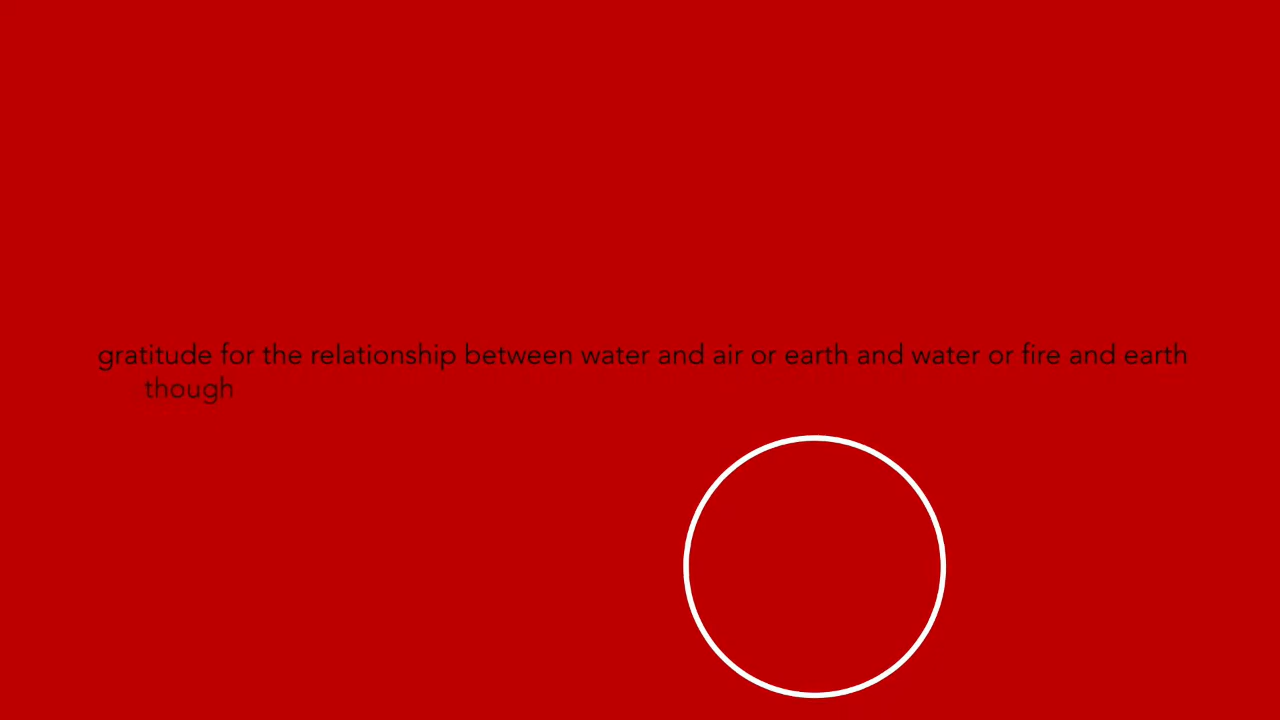 gratitude for the relationship between water and air or earth and water or fire and earth
though